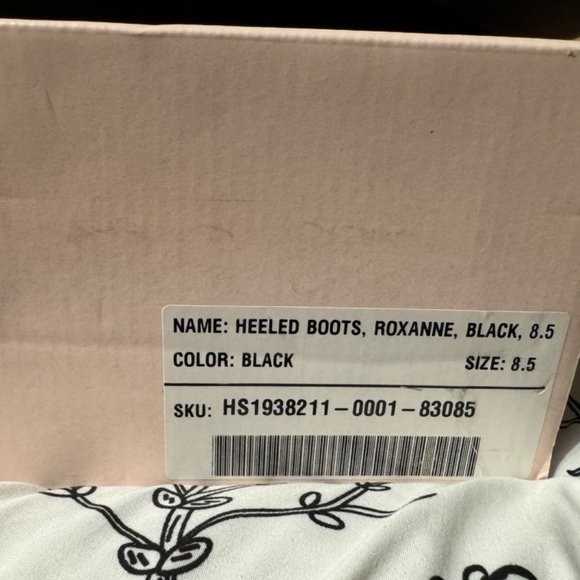 NAME: HEELED BOOTS, ROXANNE, BLACK, 8.5
COLOR: BLACK SIZE: 8.5
SKU: HS1938211-0001-83085